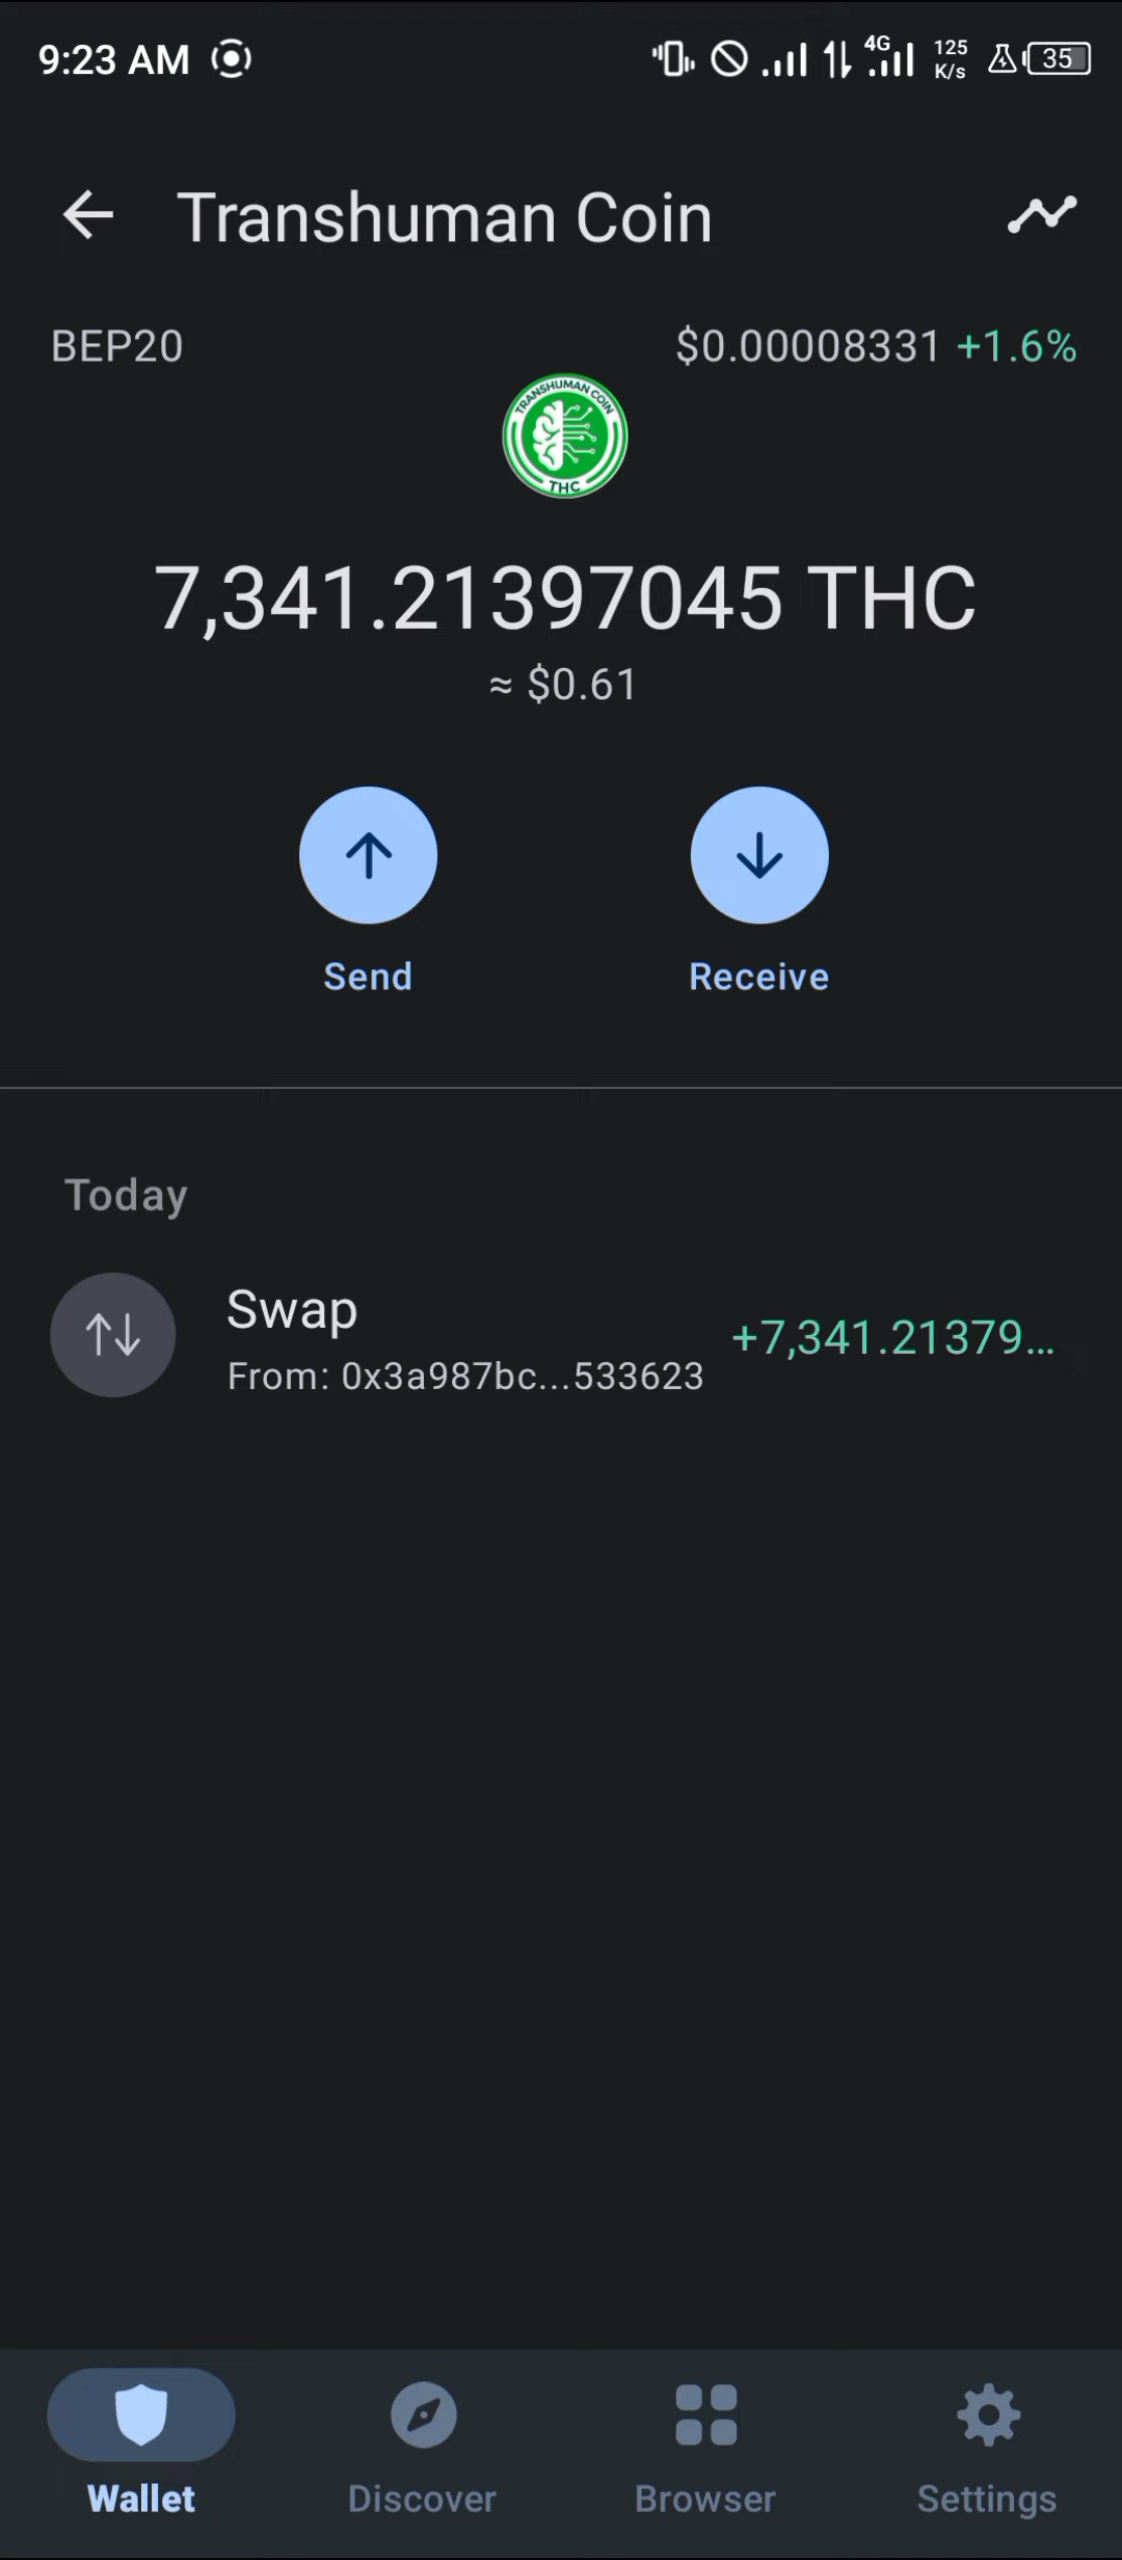 9:23 AM 4G 125 K/s 35
Transhuman Coin
BEP20 $0.00008331 +1.6%
TRANSHUMAN COIN
THC
7,341.21397045 THC
≈ $0.61
Send Receive
Today
Swap
+7,341.21379...
From: 0x3a987bc...533623
Wallet Discover Browser Settings